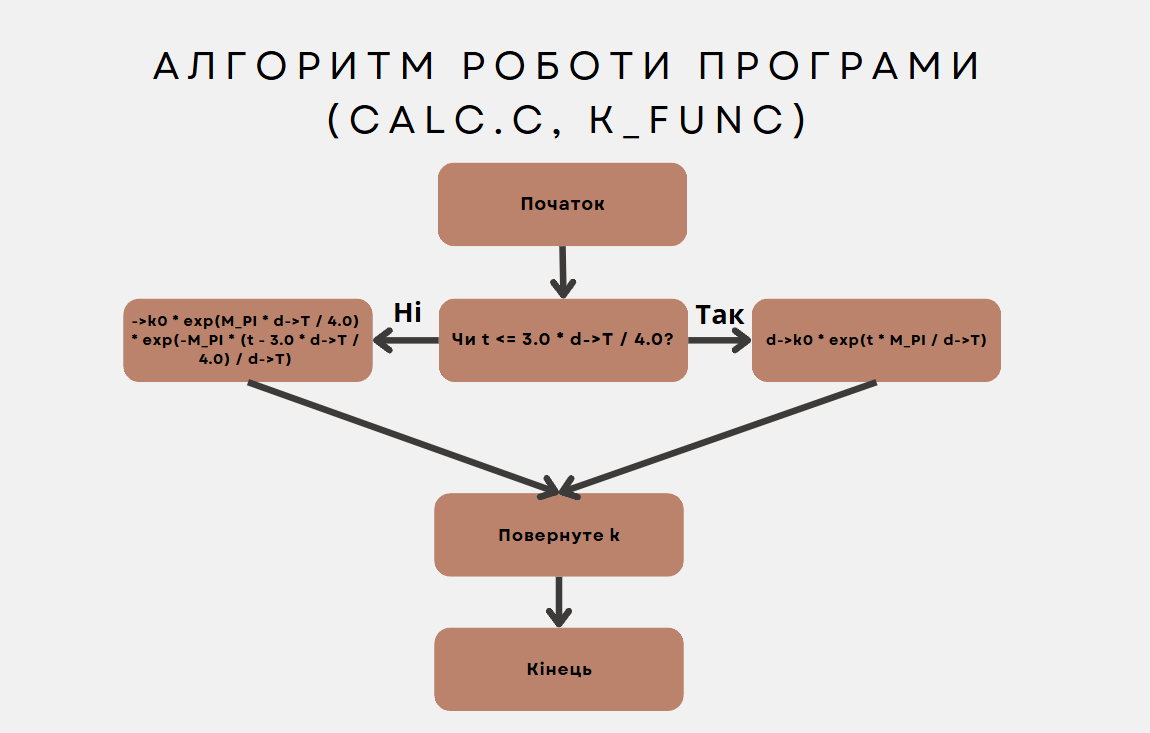 АЛГОРИТМ РОБОТИ ПРОГРАМИ
(CALC.C, K_FUNC)
Початок
Ні
Так
->k0 * exp(M_PI * d->T / 4.0)
* exp(-M_PI * (t - 3.0 * d->T /
4.0) / d->T)
Чи t <= 3.0 * d->T / 4.0?
d->k0 * exp(t * M_PI / d->T)
Повернуте k
Кінець